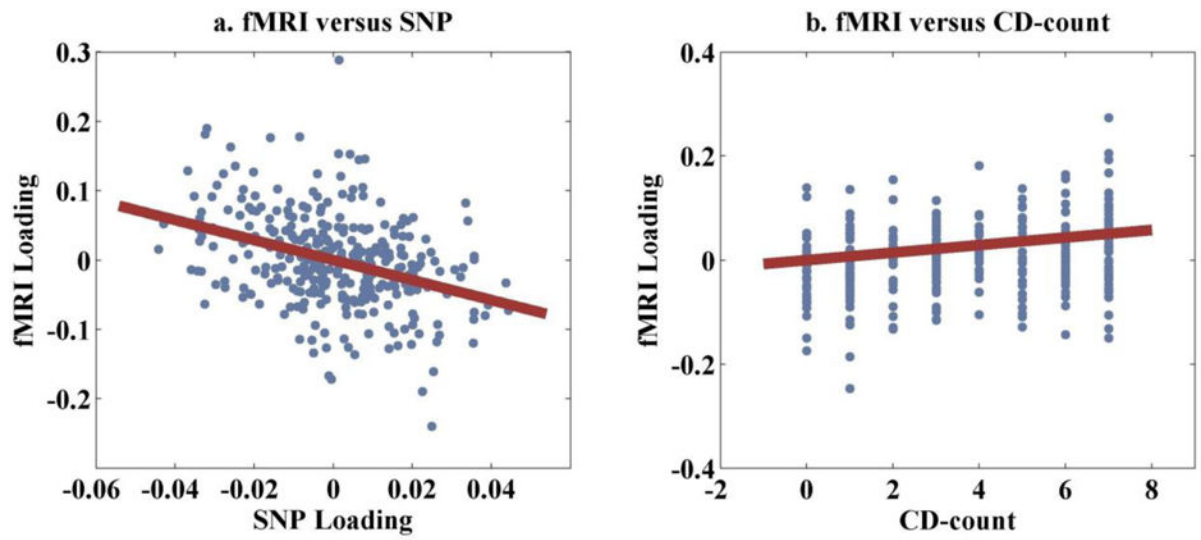 a. fMRI versus SNP
0.3
0.2
0.1
0
-0.1
-0.2
fMRI Loading
-0.06 -0.04 -0.02 0 0.02 0.04
SNP Loading
b. fMRI versus CD-count
0.4
0.2
0
-0.2
-0.4
fMRI Loading
-2 0 2 4 6 8
CD-count